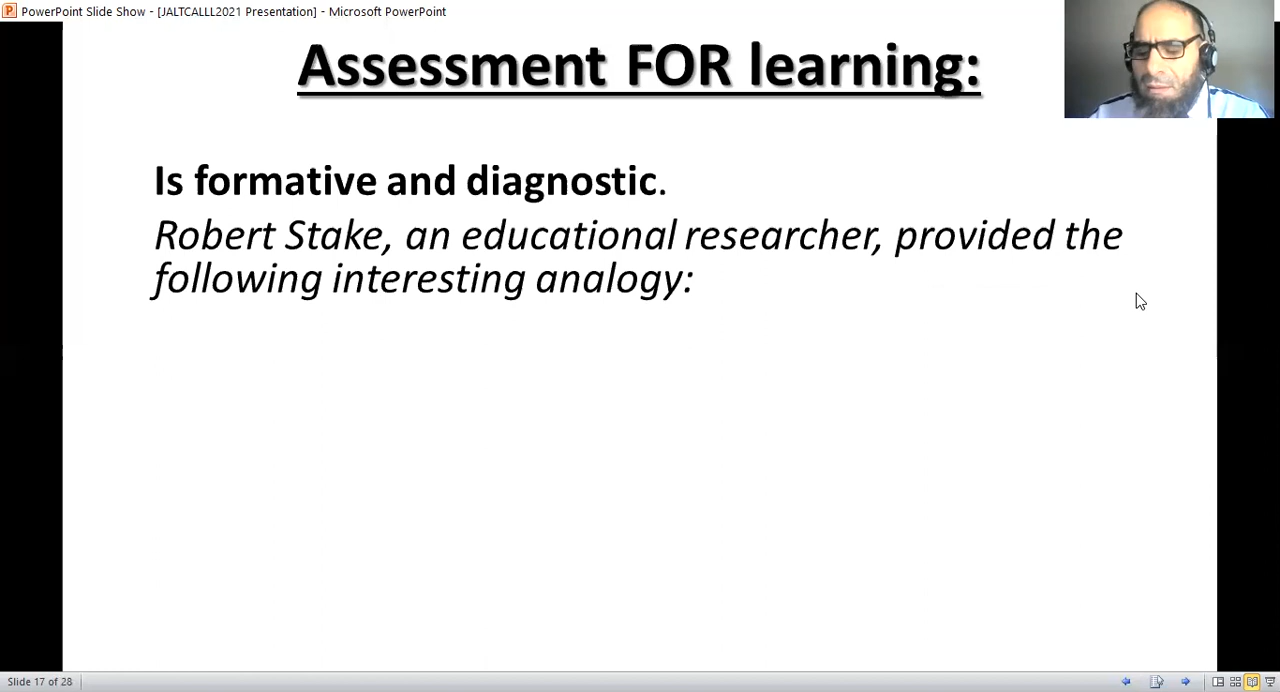 PowerPoint Slide Show - [JALTCALLL2021 Presentation] - Microsoft PowerPoint
Assessment FOR learning:
Is formative and diagnostic.
Robert Stake, an educational researcher, provided the
following interesting analogy:
Slide 17 of 28